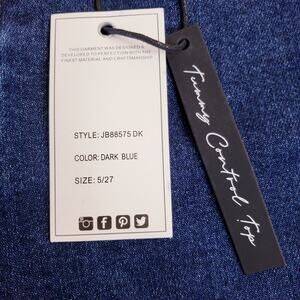 THIS GARMENT WAS DESIGNED &
DEVELOPED TO PERFECTION WITH THE
FINEST MATERIAL AND CRAFTSMANSHIP
STYLE: JB88575 DK
COLOR: DARK BLUE
SIZE: 5/27
Tummy Control Top